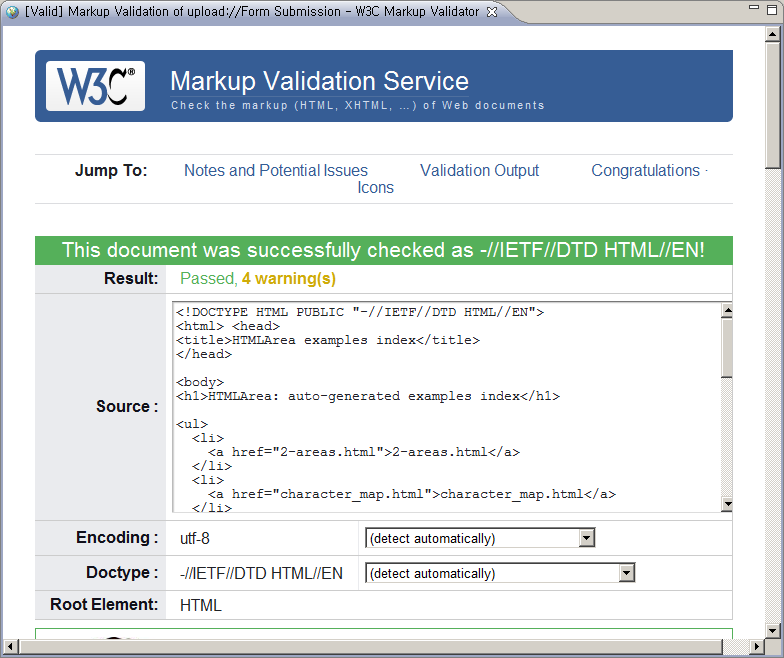 [Valid] Markup Validation of upload://Form Submission - W3C Markup Validator
W3C® Markup Validation Service
Check the markup (HTML, XHTML, …) of Web documents
Jump To: Notes and Potential Issues Validation Output Congratulations ·
Icons
This document was successfully checked as -//IETF//DTD HTML//EN!
Result: Passed, 4 warning(s)
Source :
<!DOCTYPE HTML PUBLIC "-//IETF//DTD HTML//EN">
<html> <head>
<title>HTMLArea examples index</title>
</head>
<body>
<h1>HTMLArea: auto-generated examples index</h1>
<ul>
<li>
<a href="2-areas.html">2-areas.html</a>
</li>
<li>
<a href="character_map.html">character_map.html</a>
</li>
Encoding : utf-8 (detect automatically)
Doctype : -//IETF//DTD HTML//EN (detect automatically)
Root Element: HTML